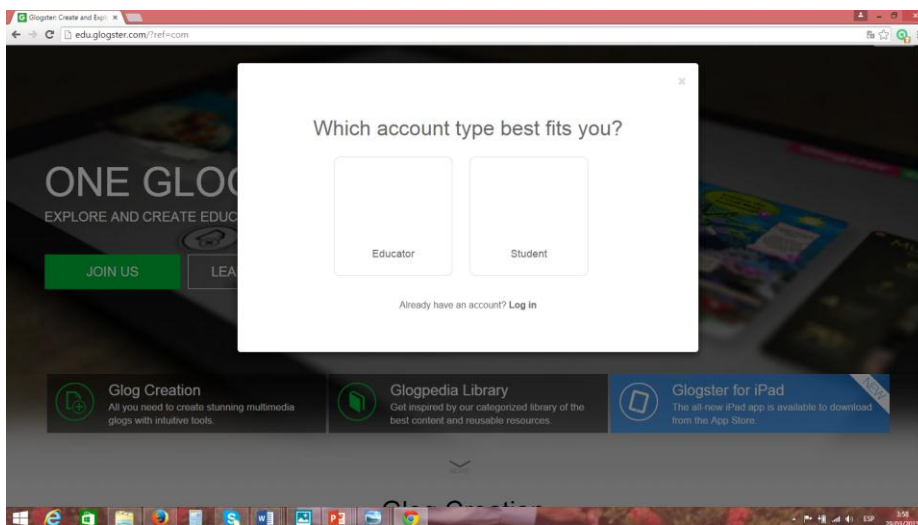 Glogster: Create and Expl
edu.glogster.com/?ref=com
Which account type best fits you?
ONE GLO
EXPLORE AND CREATE EDUC
Educator
Student
JOIN US
LEA
Already have an account? Log in
Glog Creation
All you need to create stunning multimedia
glogs with intuitive tools.
Glogpedia Library
Get inspired by our categorized library of the
best content and reusable resources.
Glogster for iPad
The all-new iPad app is available to download
from the App Store.
NEW
Glog Creation
ESP
3:58